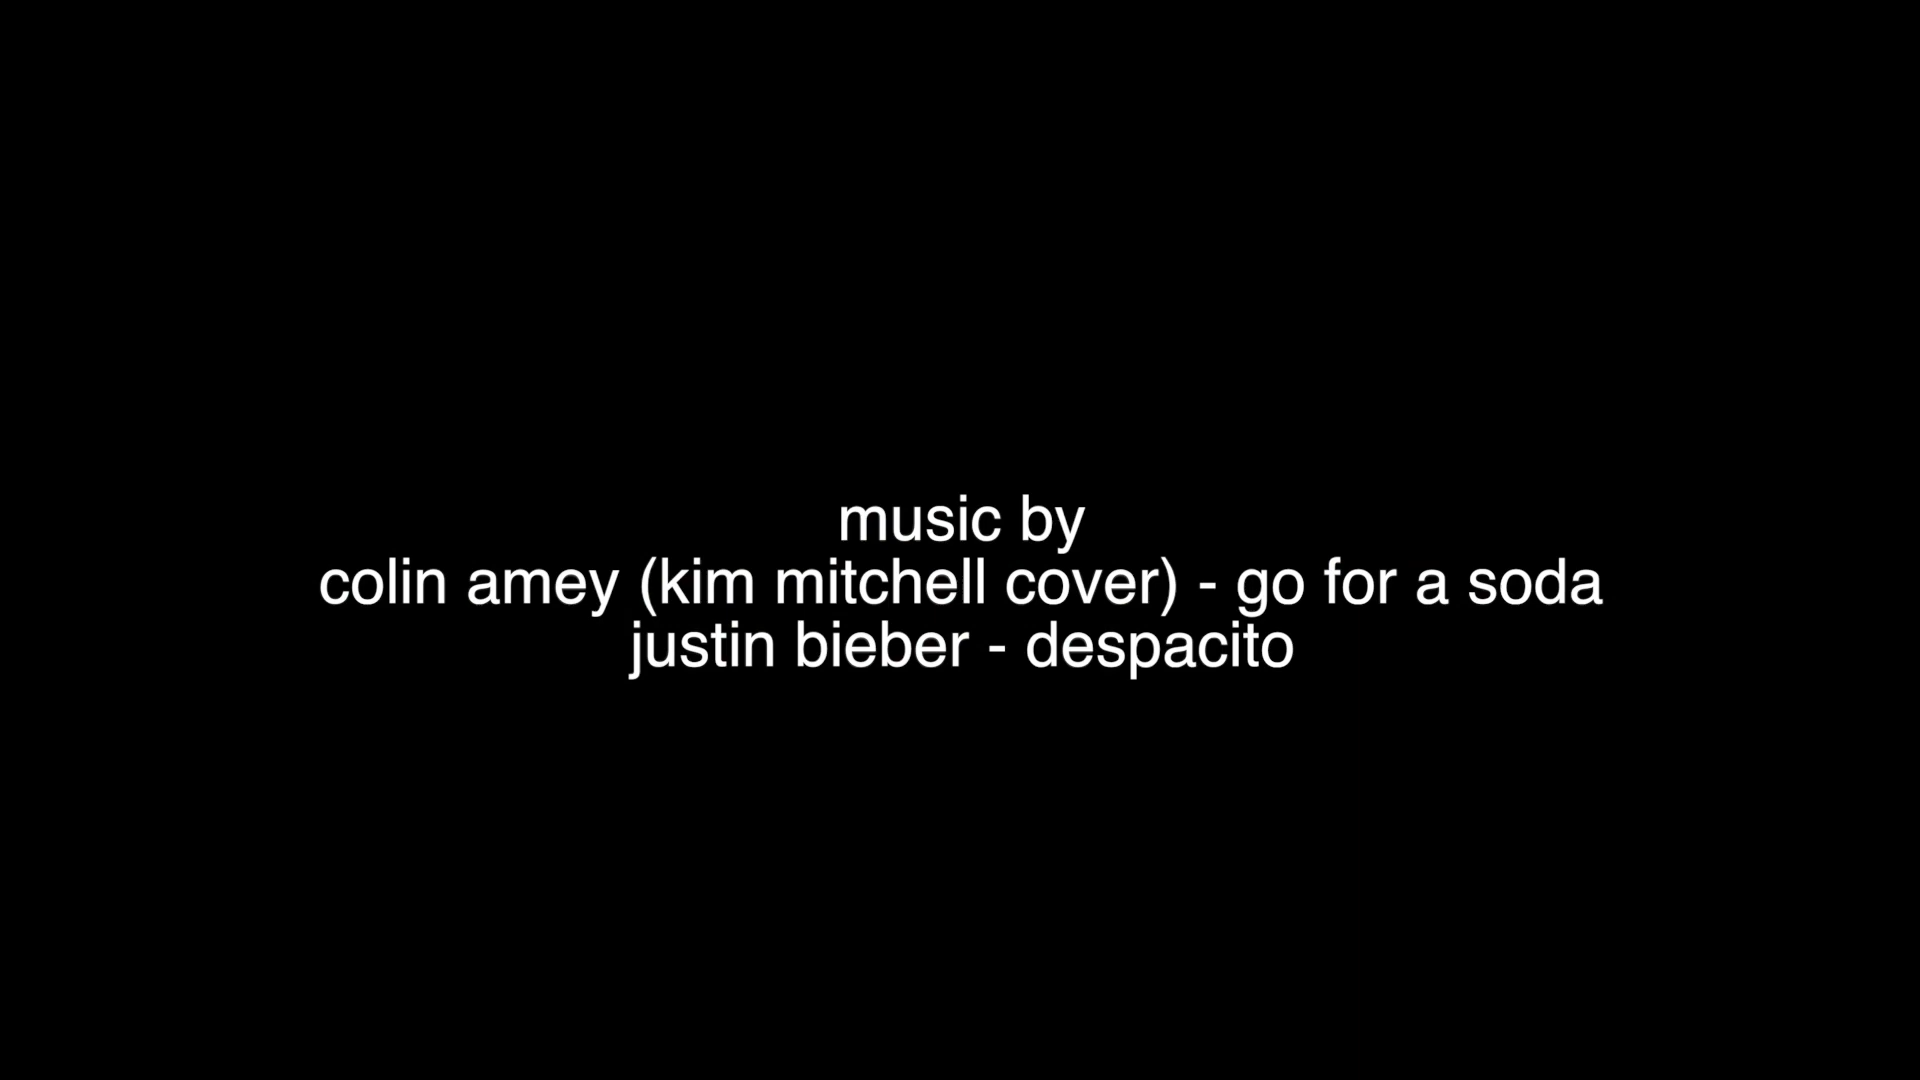 music by
colin amey (kim mitchell cover) - go for a soda
justin bieber - despacito